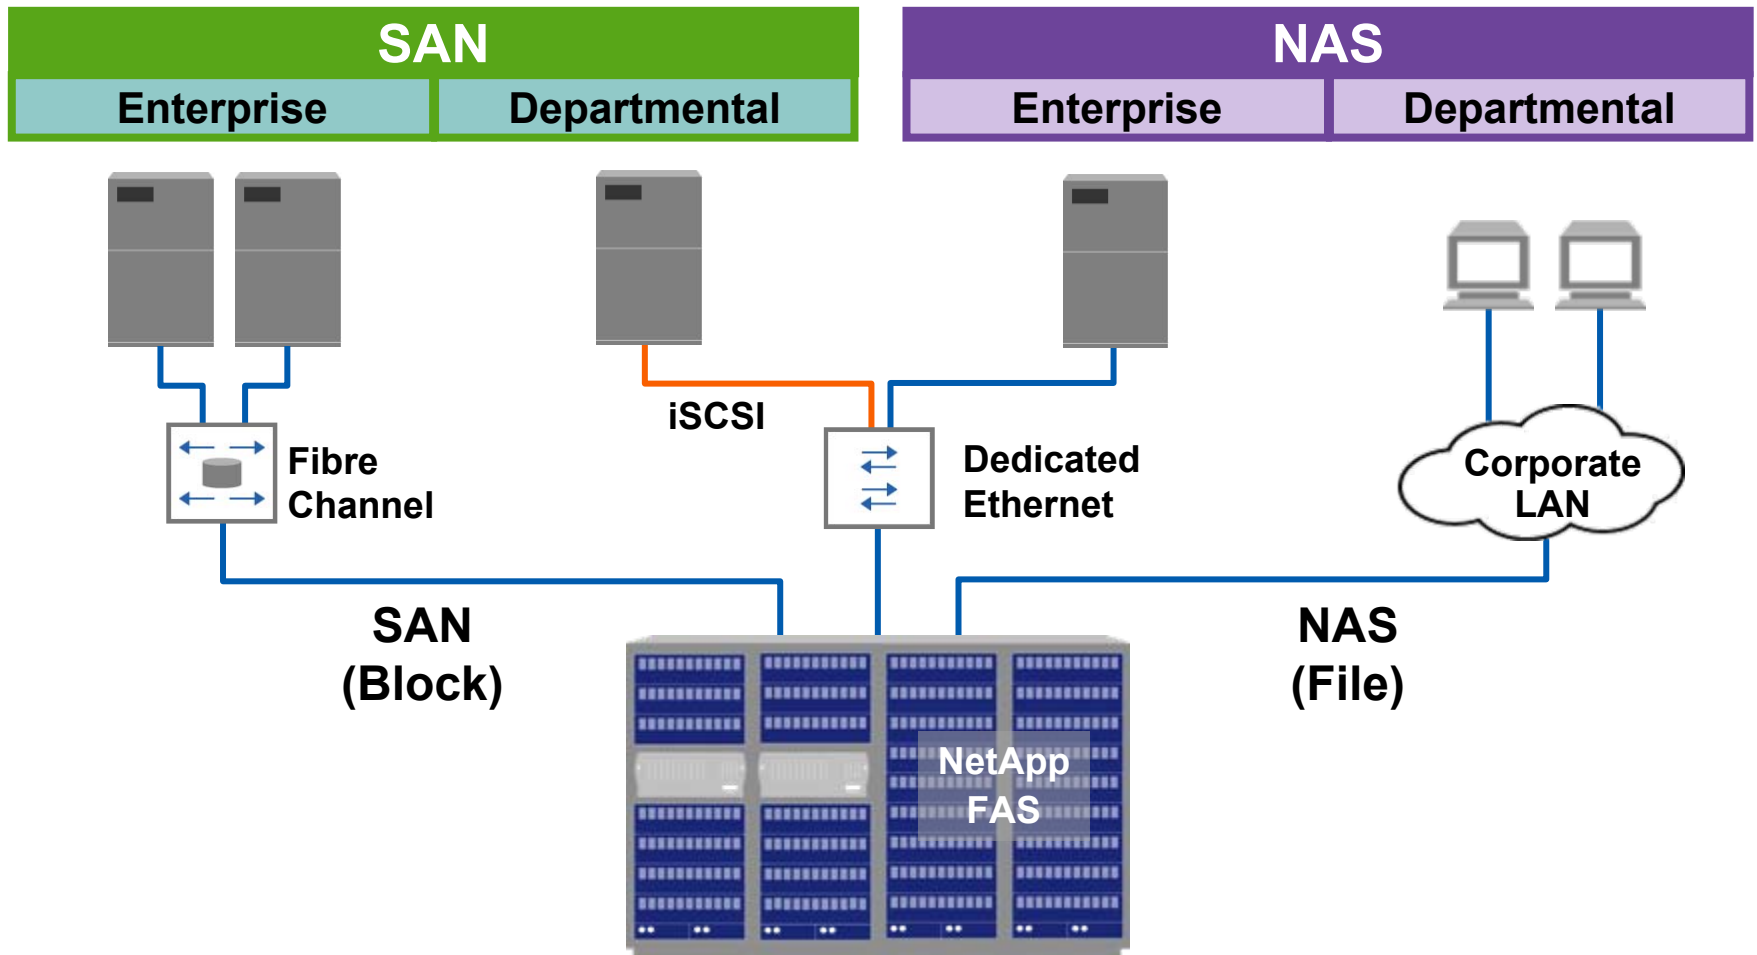 SAN
Enterprise
Departmental
NAS
Enterprise
Departmental
iSCSI
Fibre
Channel
Dedicated
Ethernet
Corporate
LAN
SAN
(Block)
NAS
(File)
NetApp
FAS